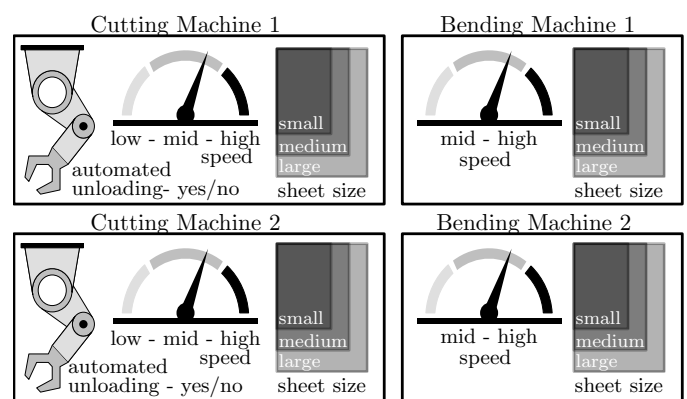 Cutting Machine 1
low - mid - high
speed
automated
unloading- yes/no
small
medium
large
sheet size
Bending Machine 1
mid - high
speed
small
medium
large
sheet size
Cutting Machine 2
low - mid - high
speed
automated
unloading - yes/no
small
medium
large
sheet size
Bending Machine 2
mid - high
speed
small
medium
large
sheet size